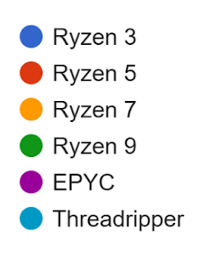 Ryzen 3
Ryzen 5
Ryzen 7
Ryzen 9
EPYC
Threadripper